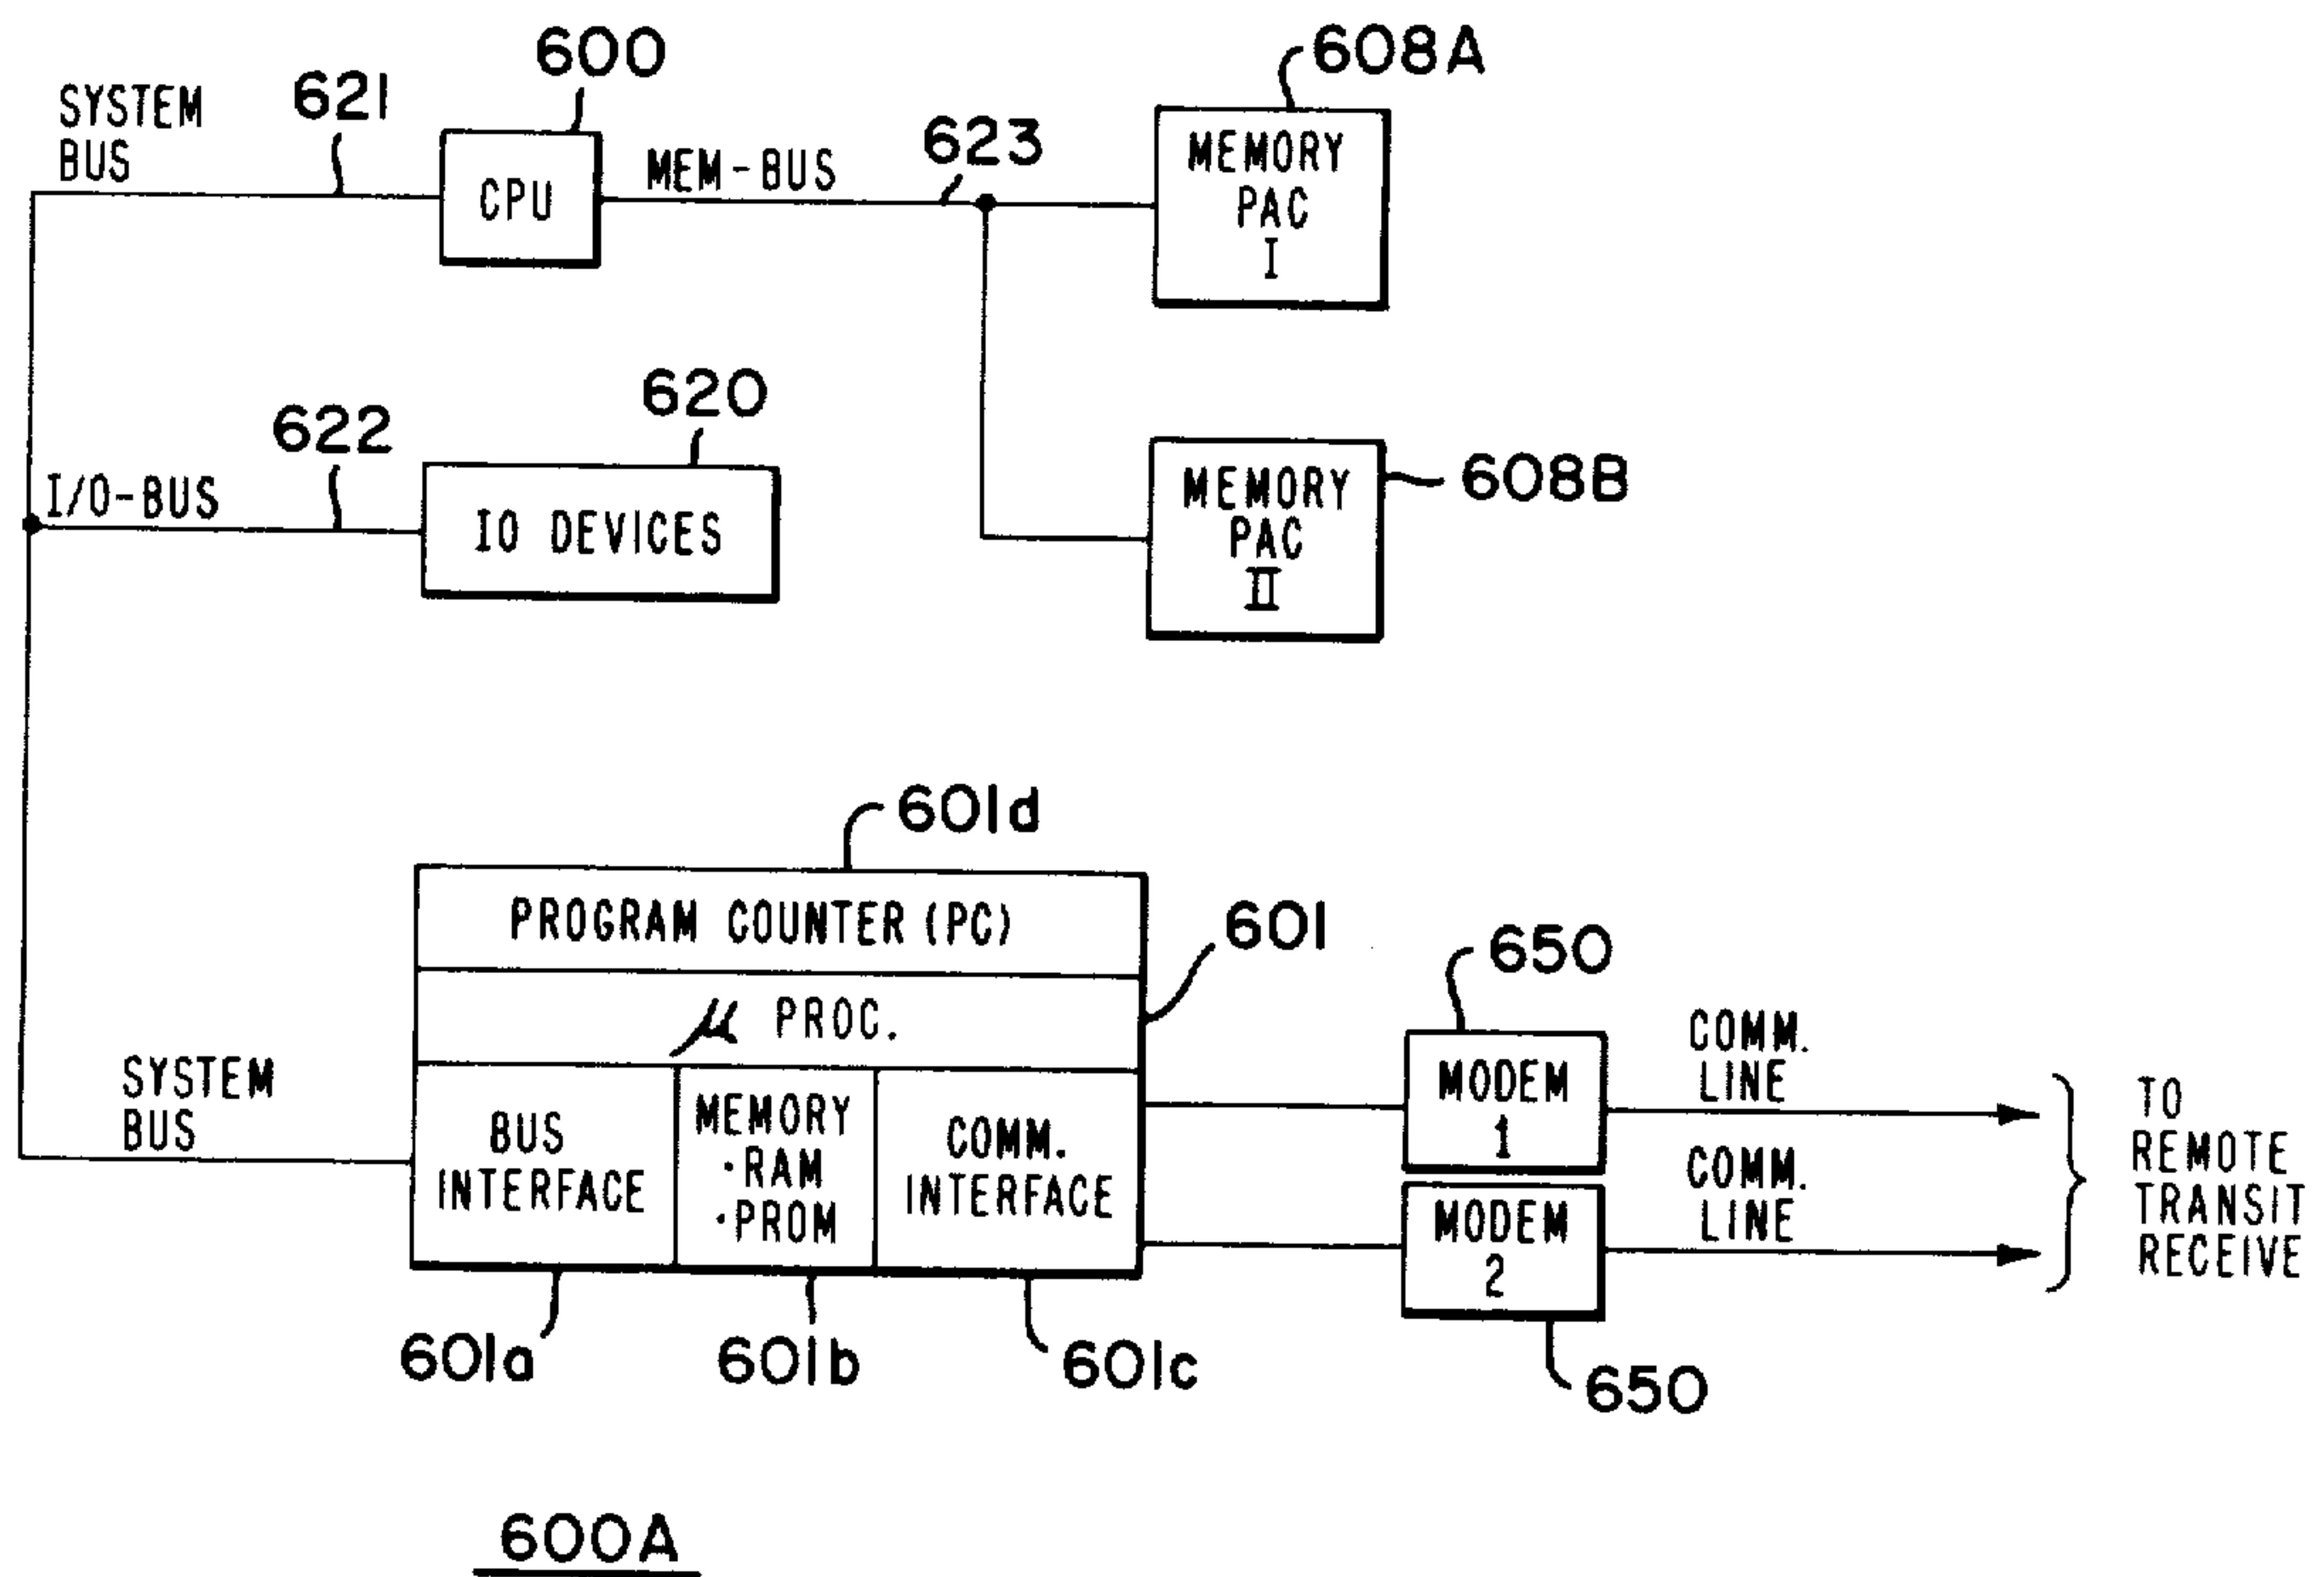 600
608A
SYSTEM
BUS
621
623
MEM-BUS
CPU
MEMORY
PAC
I
620
622
I/O-BUS
IO DEVICES
MEMORY
PAC
II
608B
601d
PROGRAM COUNTER (PC)
601
μ PROC.
650
SYSTEM
BUS
BUS
INTERFACE
MEMORY
·RAM
·PROM
COMM.
INTERFACE
MODEM
1
COMM.
LINE
MODEM
2
COMM.
LINE
TO
REMOTE
TRANSIT
RECEIVE
601a
601b
601c
650
600A